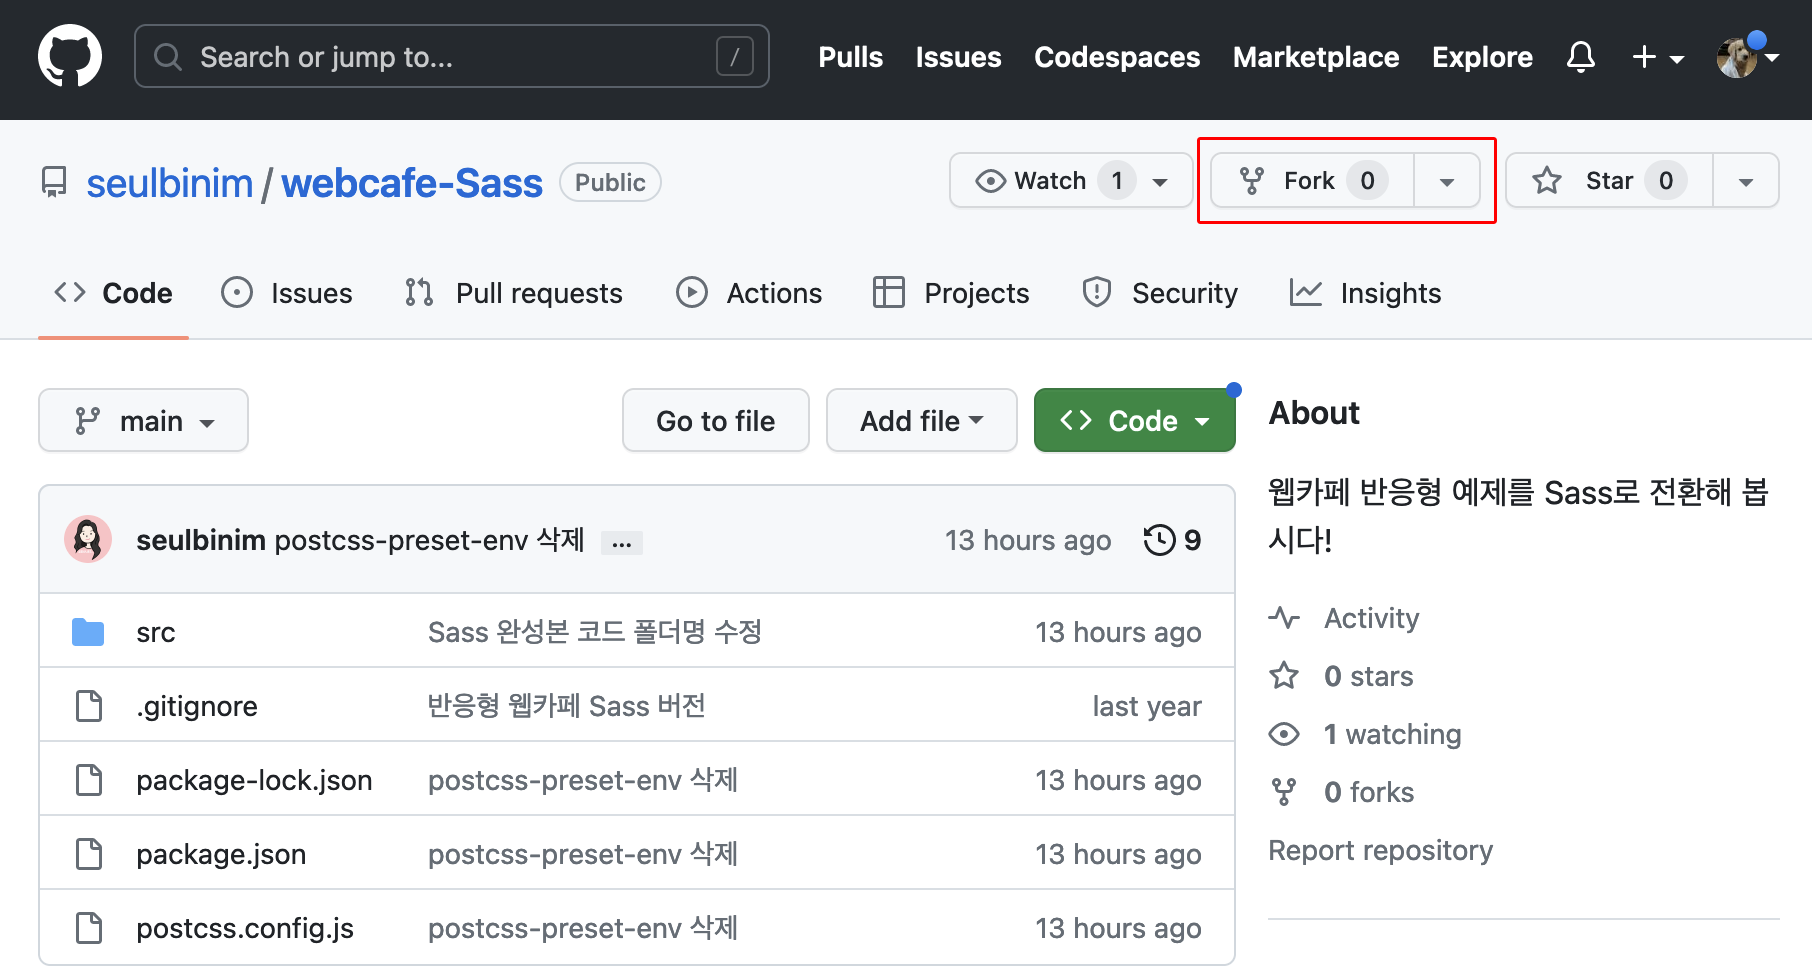 Search or jump to... / Pulls Issues Codespaces Marketplace Explore
seulbinim / webcafe-Sass Public Watch 1 Fork 0 Star 0
Code Issues Pull requests Actions Projects Security Insights
main Go to file Add file Code
seulbinim postcss-preset-env 삭제 ... 13 hours ago 9
src Sass 완성본 코드 폴더명 수정 13 hours ago
.gitignore 반응형 웹카페 Sass 버전 last year
package-lock.json postcss-preset-env 삭제 13 hours ago
package.json postcss-preset-env 삭제 13 hours ago
postcss.config.js postcss-preset-env 삭제 13 hours ago
About
웹카페 반응형 예제를 Sass로 전환해 봅
시다!
Activity
0 stars
1 watching
0 forks
Report repository